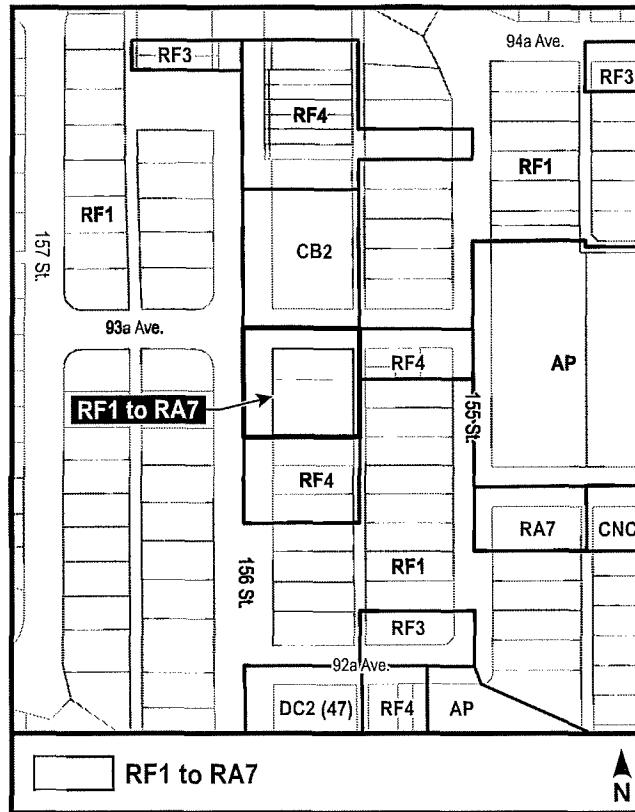 94a Ave.
RF3
RF3
RF4
RF1
RF1
157 St.
CB2
93a Ave.
RF4
AP
RF1 to RA7
155 St.
RF4
RA7
CNC
156 St.
RF1
RF3
92a Ave.
DC2 (47)
RF4
AP
RF1 to RA7
N